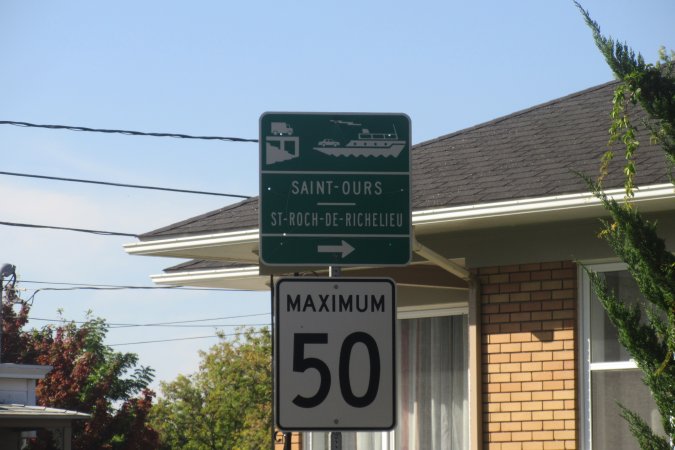 SAINT-OURS
ST-ROCH-DE-RICHELIEU
MAXIMUM
50